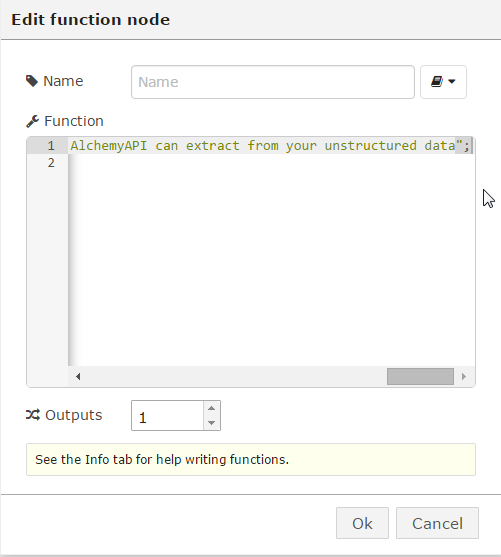 Edit function node
Name
Name
Function
1 AlchemyAPI can extract from your unstructured data";
2
Outputs
1
See the Info tab for help writing functions.
Ok
Cancel